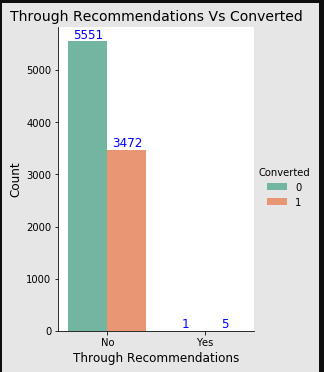 Through Recommendations Vs Converted
5551
3472
1
5
5000
4000
3000
2000
1000
0
Count
No
Yes
Through Recommendations
Converted
0
1